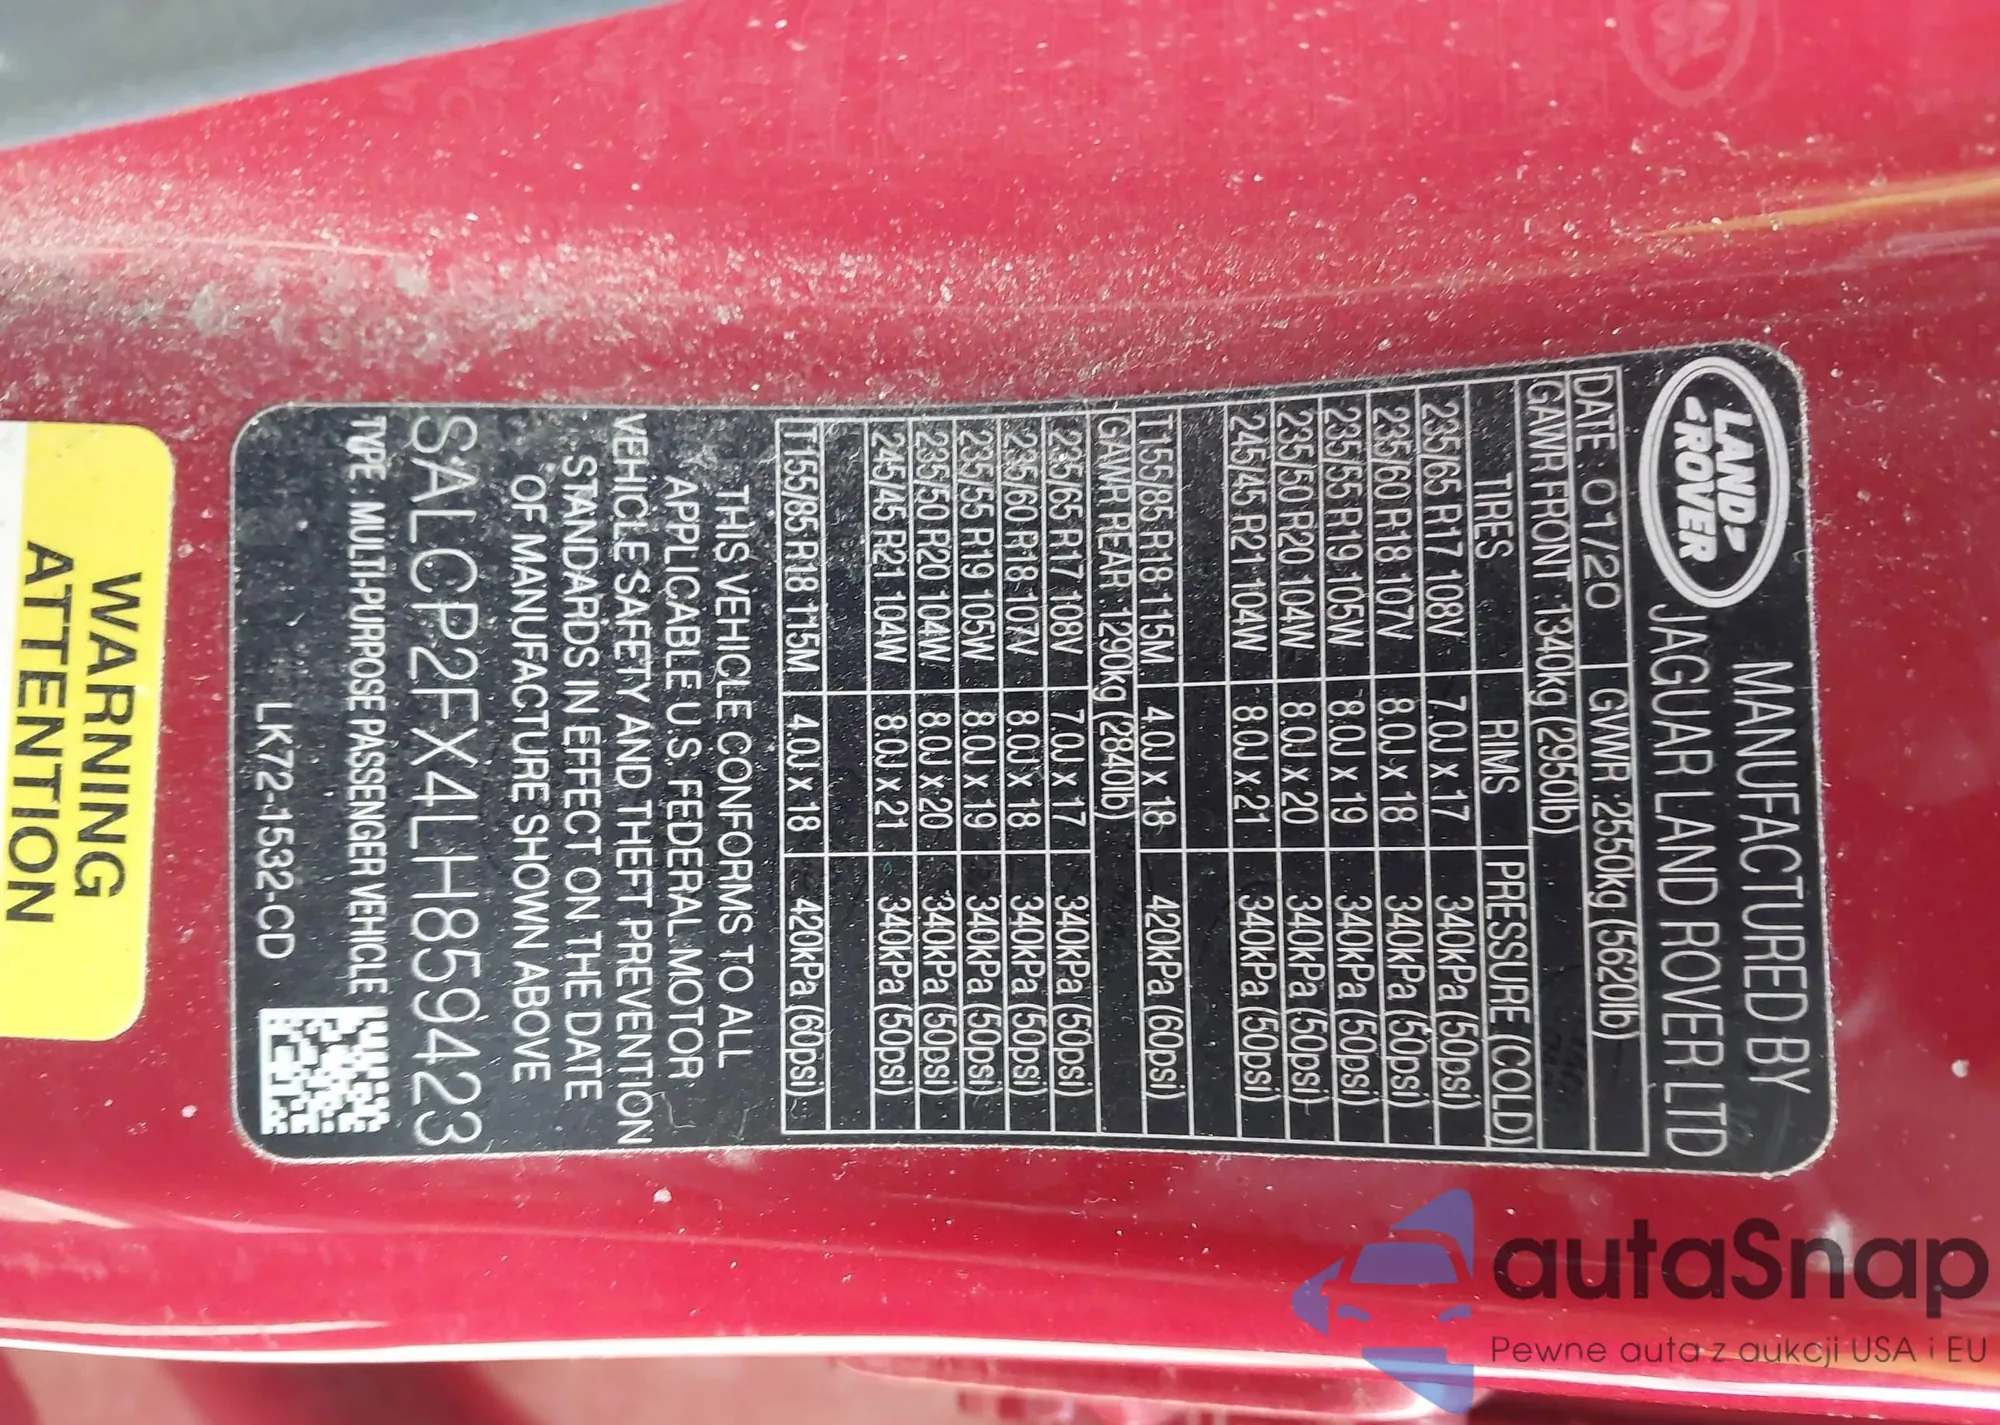 LAND-
-ROVER
MANUFACTURED BY
JAGUAR LAND ROVER LTD
DATE : 01/20 GVWR :2550kg (5620lb)
GAWR FRONT :1340kg (2950lb)
TIRES RIMS PRESSURE (COLD)
235/65 R17 108V 7.0J x 17 340kPa (50psi)
235/60 R18 107V 8.0J x 18 340kPa (50psi)
235/55 R19 105W 8.0J x 19 340kPa (50psi)
235/50 R20 104W 8.0J x 20 340kPa (50psi)
245/45 R21 104W 8.0J x 21 340kPa (50psi)
T155/85 R18 115M 4.0J x 18 420kPa (60psi)
GAWR REAR :1290kg (2840lb)
235/65 R17 108V 7.0J x 17 340kPa (50psi)
235/60 R18 107V 8.0J x 18 340kPa (50psi)
235/55 R19 105W 8.0J x 19 340kPa (50psi)
235/50 R20 104W 8.0J x 20 340kPa (50psi)
245/45 R21 104W 8.0J x 21 340kPa (50psi)
T155/85 R18 115M 4.0J x 18 420kPa (60psi)
THIS VEHICLE CONFORMS TO ALL
APPLICABLE U.S. FEDERAL MOTOR
VEHICLE SAFETY AND THEFT PREVENTION
STANDARDS IN EFFECT ON THE DATE
OF MANUFACTURE SHOWN ABOVE
SALCP2FX4LH859423
TYPE : MULTI-PURPOSE PASSENGER VEHICLE
LK72-1532-CD
WARNING
ATTENTION
autaSnap
Pewne auta z aukcji USA i EU